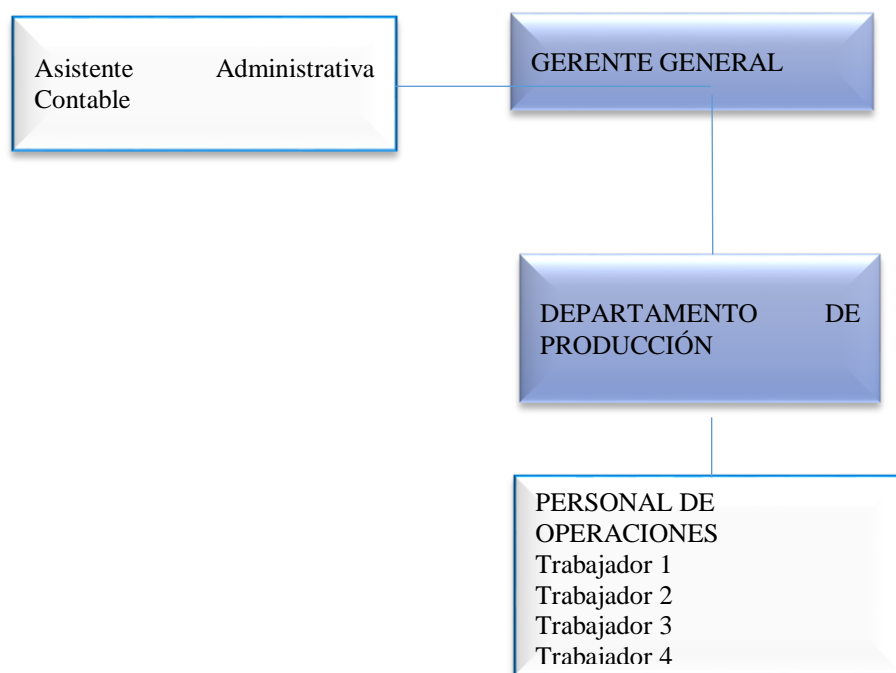 Asistente Administrativa
Contable
GERENTE GENERAL
DEPARTAMENTO DE
PRODUCCIÓN
PERSONAL DE
OPERACIONES
Trabajador 1
Trabajador 2
Trabajador 3
Trabajador 4